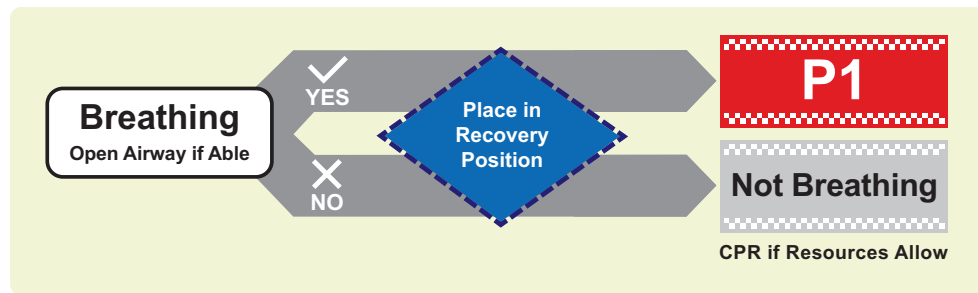 Breathing
Open Airway if Able
YES
NO
Place in
Recovery
Position
P1
Not Breathing
CPR if Resources Allow